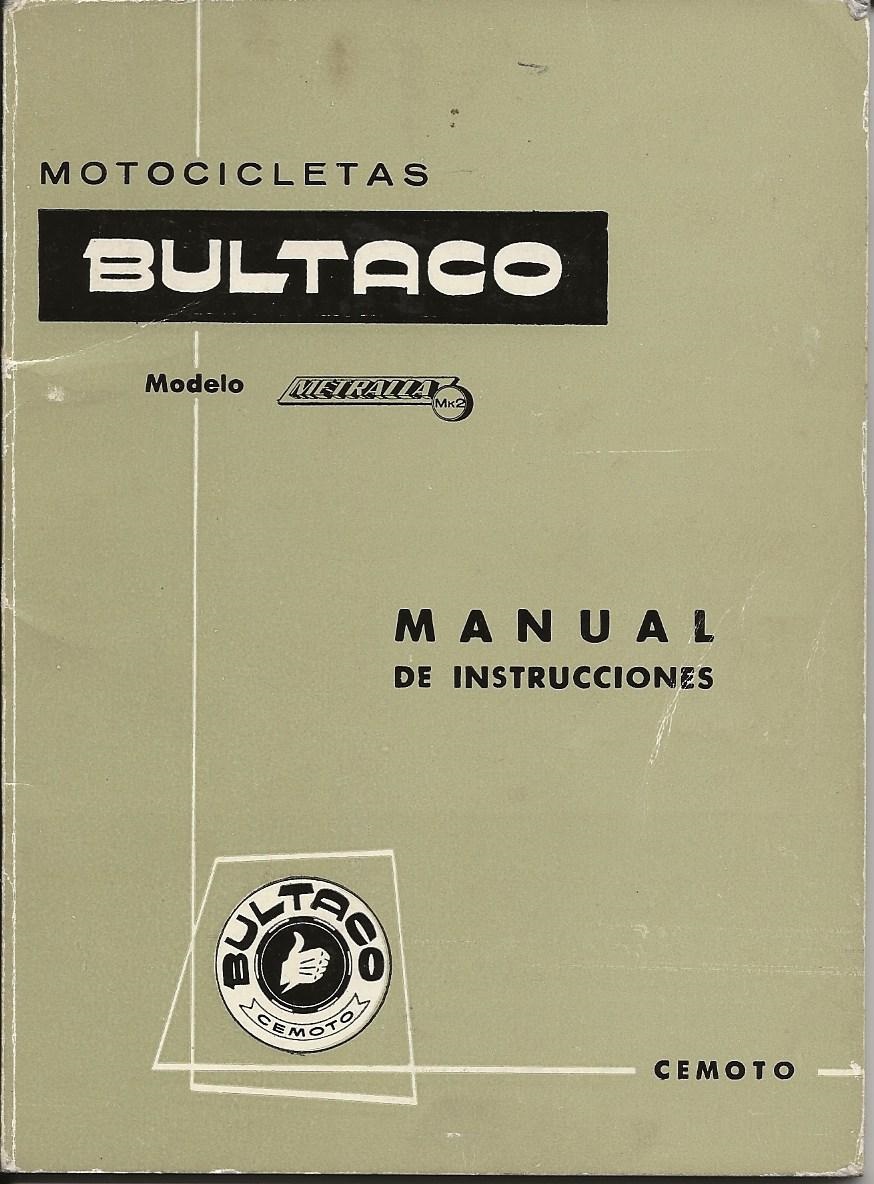 MOTOCICLETAS
BULTACO
Modelo METRALLA MK2
MANUAL
DE INSTRUCCIONES
BULTACO
CEMOTO
CEMOTO